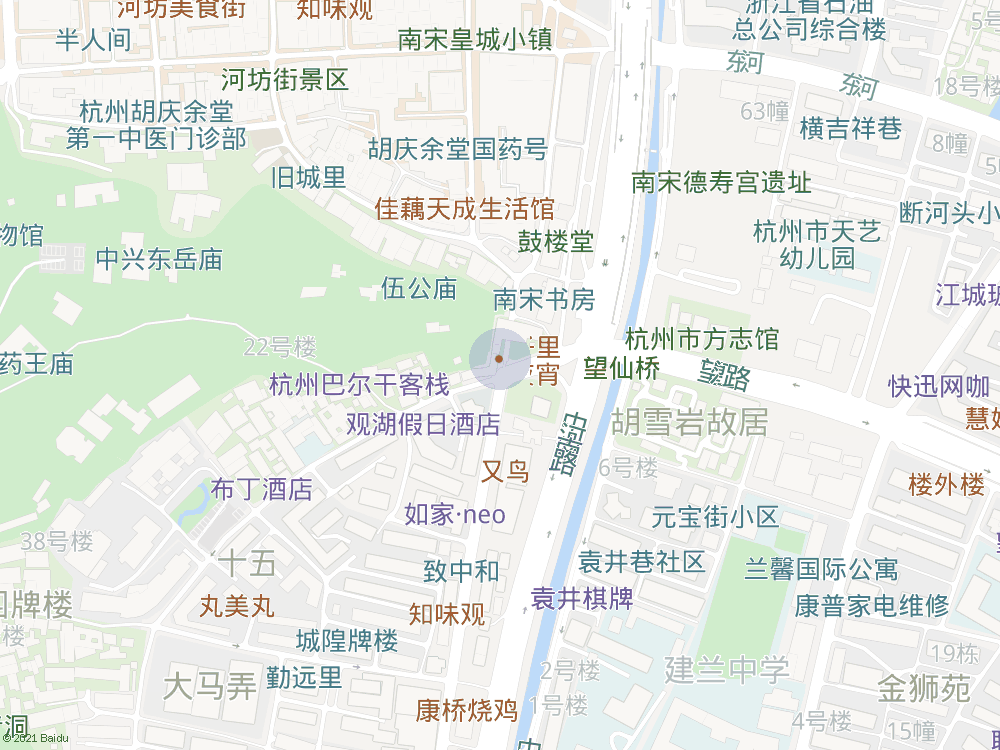 河坊美食街
知味观
浙江省石油
总公司综合楼
半人间
南宋皇城小镇
东河
东河
河坊街景区
18号楼
杭州胡庆余堂
第一中医门诊部
63幢
横吉祥巷
8幢
胡庆余堂国药号
旧城里
南宋德寿宫遗址
佳藕天成生活馆
断河头小
物馆
鼓楼堂
杭州市天艺
幼儿园
中兴东岳庙
伍公庙
南宋书房
江城玻
22号楼
里
宵
杭州市方志馆
药王庙
望仙桥
望路
杭州巴尔干客栈
快迅网咖
观湖假日酒店
胡雪岩故居
中河路
又鸟
6号楼
楼外楼
布丁酒店
如家·neo
元宝街小区
38号楼
十五
致中和
袁井巷社区
兰馨国际公寓
牌楼
丸美丸
知味观
袁井棋牌
康普家电维修
号楼
城隍牌楼
19栋
大马弄
勤远里
2号楼
建兰中学
金狮苑
康桥烧鸡
1号楼
4号楼
15幢
洞
© 2021 Baidu